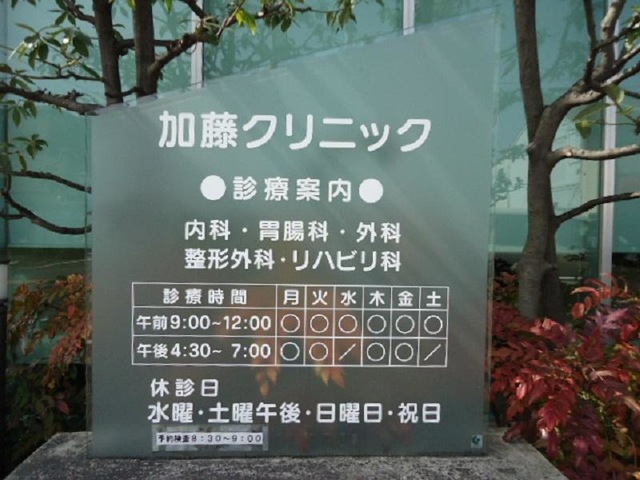 加藤クリニック
●診療案内●
内科・胃腸科・外科
整形外科・リハビリ科
診療時間 月 火 水 木 金 土
午前 9:00~12:00 ○ ○ ○ ○ ○ ○
午後 4:30~ 7:00 ○ ○ / ○ ○ /
休診日
水曜・土曜午後・日曜日・祝日
予約検査 8:30~9:00